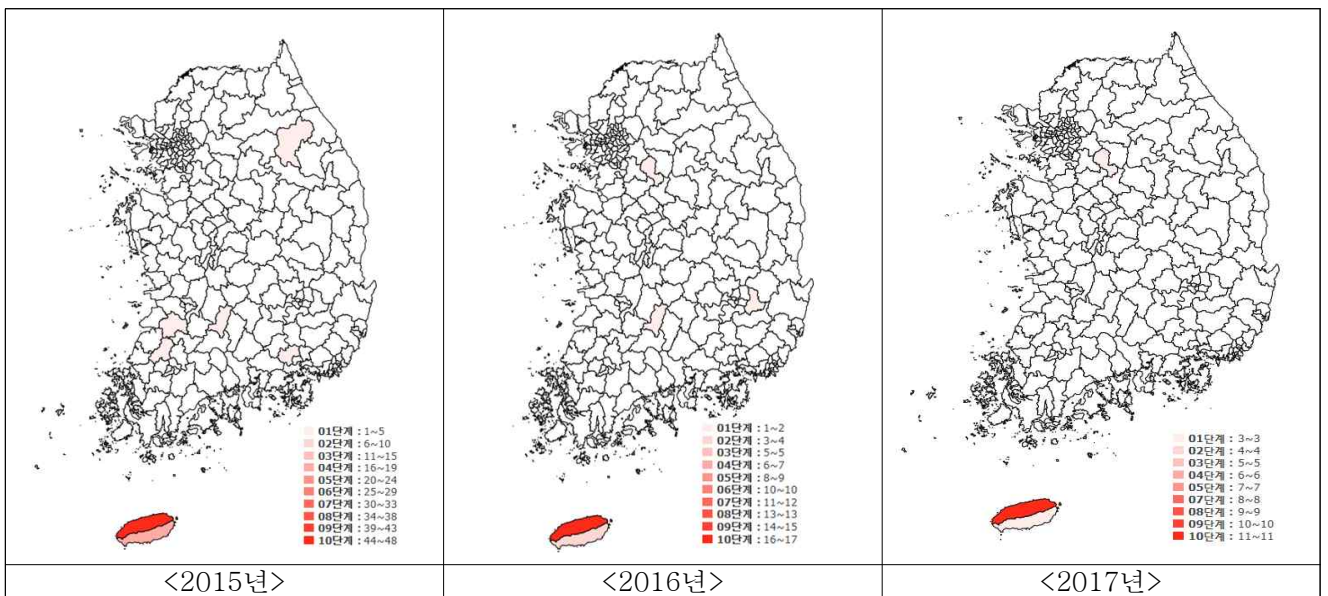 01단계 : 1~5
02단계 : 6~10
03단계 : 11~15
04단계 : 16~19
05단계 : 20~24
06단계 : 25~29
07단계 : 30~33
08단계 : 34~38
09단계 : 39~43
10단계 : 44~48
<2015년>
01단계 : 1~2
02단계 : 3~4
03단계 : 5~5
04단계 : 6~7
05단계 : 8~9
06단계 : 10~10
07단계 : 11~12
08단계 : 13~13
09단계 : 14~15
10단계 : 16~17
<2016년>
01단계 : 3~3
02단계 : 4~4
03단계 : 5~5
04단계 : 6~6
05단계 : 7~7
07단계 : 8~8
08단계 : 9~9
09단계 : 10~10
10단계 : 11~11
<2017년>